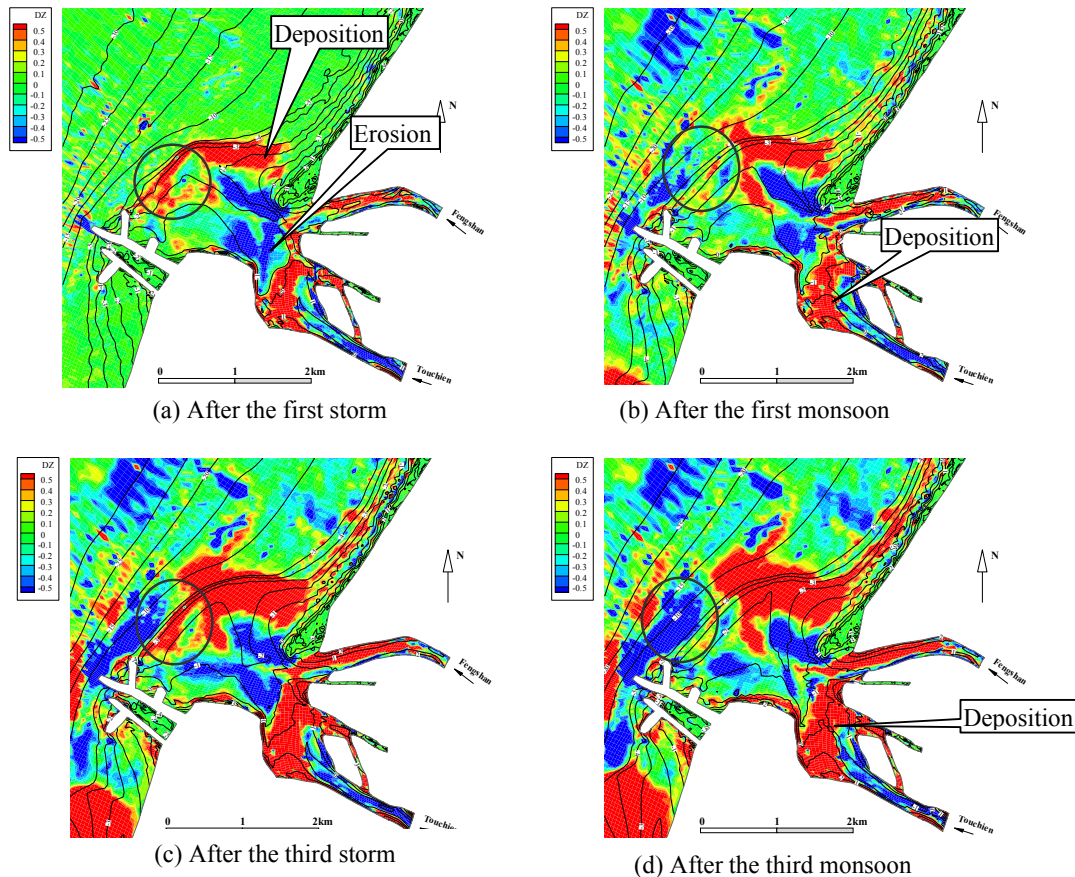 DZ
0.5
0.4
0.3
0.2
0.1
0
-0.1
-0.2
-0.3
-0.4
-0.5
Deposition
Erosion
N
Fengshan
Touchien
0 1 2km
(a) After the first storm
DZ
0.5
0.4
0.3
0.2
0.1
0
-0.1
-0.2
-0.3
-0.4
-0.5
N
Fengshan
Deposition
Touchien
0 1 2km
(b) After the first monsoon
DZ
0.5
0.4
0.3
0.2
0.1
0
-0.1
-0.2
-0.3
-0.4
-0.5
N
Fengshan
Touchien
0 1 2km
(c) After the third storm
DZ
0.5
0.4
0.3
0.2
0.1
0
-0.1
-0.2
-0.3
-0.4
-0.5
N
Fengshan
Deposition
Touchien
0 1 2km
(d) After the third monsoon